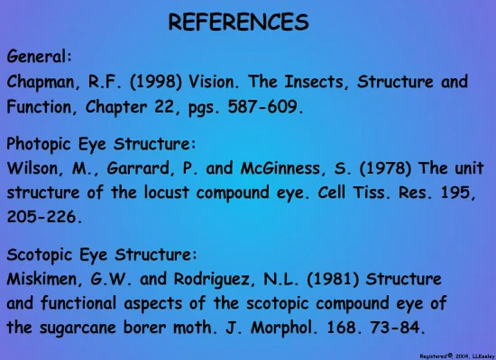 REFERENCES
General:
Chapman, R.F. (1998) Vision. The Insects, Structure and
Function, Chapter 22, pgs. 587-609.
Photopic Eye Structure:
Wilson, M., Garrard, P. and McGinness, S. (1978) The unit
structure of the locust compound eye. Cell Tiss. Res. 195,
205-226.
Scotopic Eye Structure:
Miskimen, G.W. and Rodriguez, N.L. (1981) Structure
and functional aspects of the scotopic compound eye of
the sugarcane borer moth. J. Morphol. 168. 73-84.
Registered©, 2004, LLKeeley